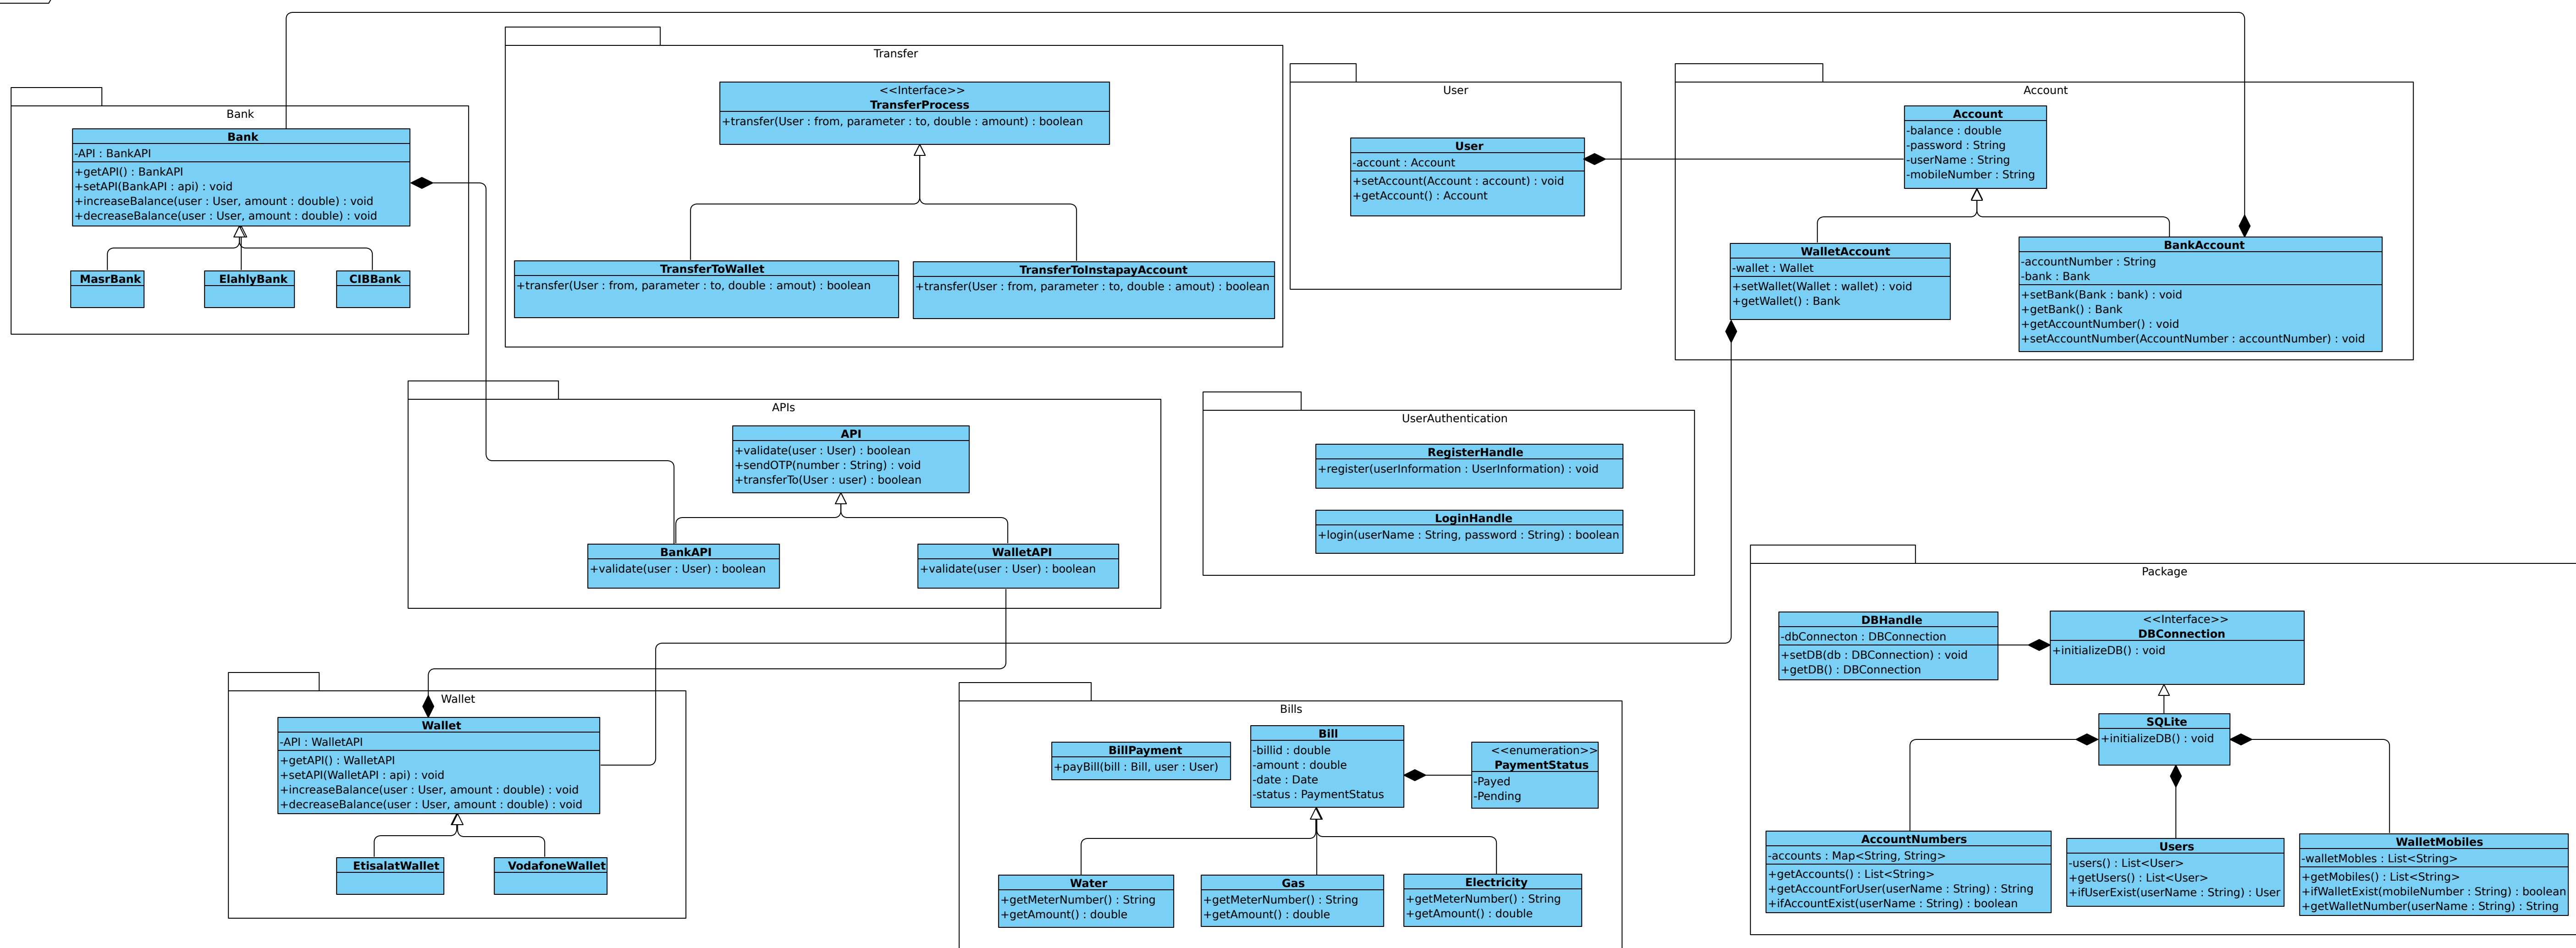 Bank
Bank
-API : BankAPI
+getAPI() : BankAPI
+setAPI(BankAPI : api) : void
+increaseBalance(user : User, amount : double) : void
+decreaseBalance(user : User, amount : double) : void
MasrBank
ElahlyBank
CIBBank
Transfer
<<Interface>>
TransferProcess
+transfer(User : from, parameter : to, double : amount) : boolean
TransferToWallet
+transfer(User : from, parameter : to, double : amout) : boolean
TransferToInstapayAccount
+transfer(User : from, parameter : to, double : amout) : boolean
User
User
-account : Account
+setAccount(Account : account) : void
+getAccount() : Account
Account
Account
-balance : double
-password : String
-userName : String
-mobileNumber : String
WalletAccount
-wallet : Wallet
+setWallet(Wallet : wallet) : void
+getWallet() : Bank
BankAccount
-accountNumber : String
-bank : Bank
+setBank(Bank : bank) : void
+getBank() : Bank
+getAccountNumber() : void
+setAccountNumber(AccountNumber : accountNumber) : void
APIs
API
+validate(user : User) : boolean
+sendOTP(number : String) : void
+transferTo(User : user) : boolean
BankAPI
+validate(user : User) : boolean
WalletAPI
+validate(user : User) : boolean
UserAuthentication
RegisterHandle
+register(userInformation : UserInformation) : void
LoginHandle
+login(userName : String, password : String) : boolean
Package
DBHandle
-dbConnecton : DBConnection
+setDB(db : DBConnection) : void
+getDB() : DBConnection
<<Interface>>
DBConnection
+initializeDB() : void
SQLite
+initializeDB() : void
AccountNumbers
-accounts : Map<String, String>
+getAccounts() : List<String>
+getAccountForUser(userName : String) : String
+ifAccountExist(userName : String) : boolean
Users
-users() : List<User>
+getUsers() : List<User>
+ifUserExist(userName : String) : User
WalletMobiles
-walletMobles : List<String>
+getMobiles() : List<String>
+ifWalletExist(mobileNumber : String) : boolean
+getWalletNumber(userName : String) : String
Wallet
Wallet
-API : WalletAPI
+getAPI() : WalletAPI
+setAPI(WalletAPI : api) : void
+increaseBalance(user : User, amount : double) : void
+decreaseBalance(user : User, amount : double) : void
EtisalatWallet
VodafoneWallet
Bills
BillPayment
+payBill(bill : Bill, user : User)
Bill
-billid : double
-amount : double
-date : Date
-status : PaymentStatus
<<enumeration>>
PaymentStatus
-Payed
-Pending
Water
+getMeterNumber() : String
+getAmount() : double
Gas
+getMeterNumber() : String
+getAmount() : double
Electricity
+getMeterNumber() : String
+getAmount() : double